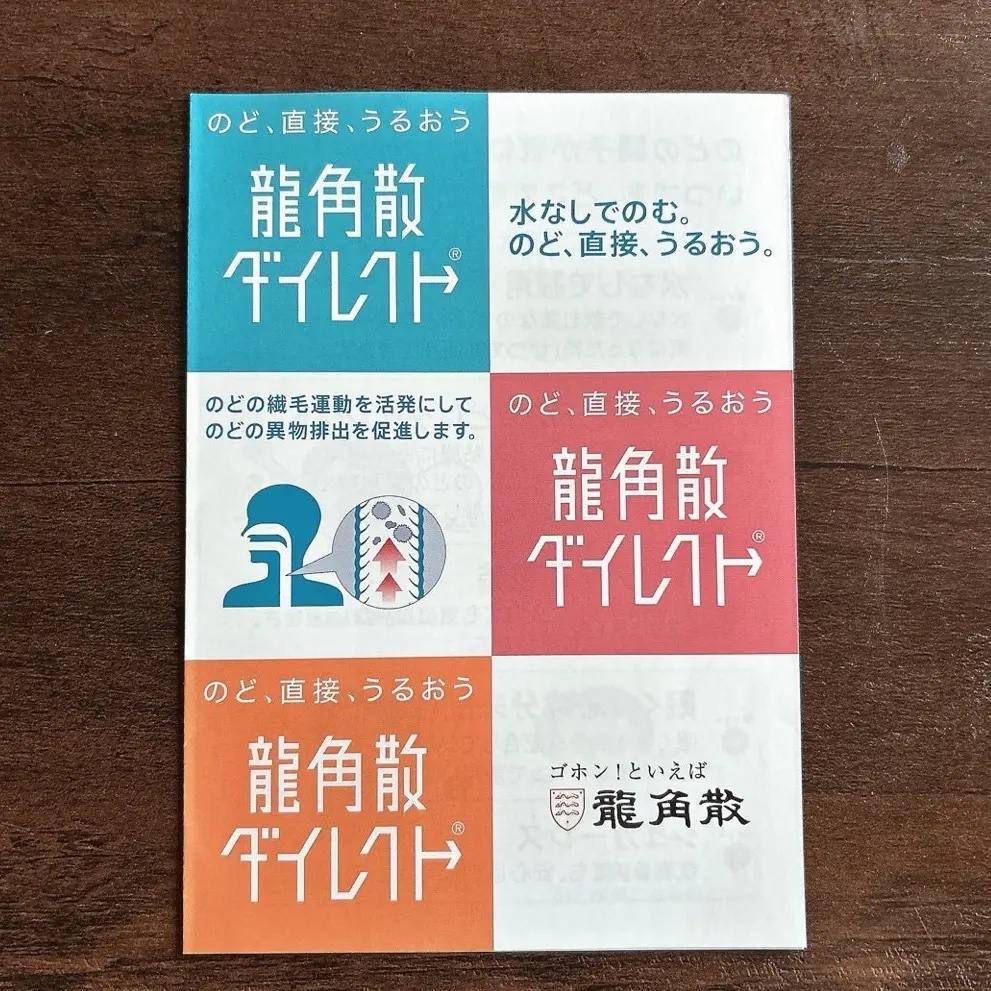 のど、直接、うるおう
龍角散
ダイレクト®
水なしでのむ。
のど、直接、うるおう。
のどの繊毛運動を活発にして
のどの異物排出を促進します。
のど、直接、うるおう
龍角散
ダイレクト®
のど、直接、うるおう
龍角散
ダイレクト®
ゴホン!といえば
龍角散